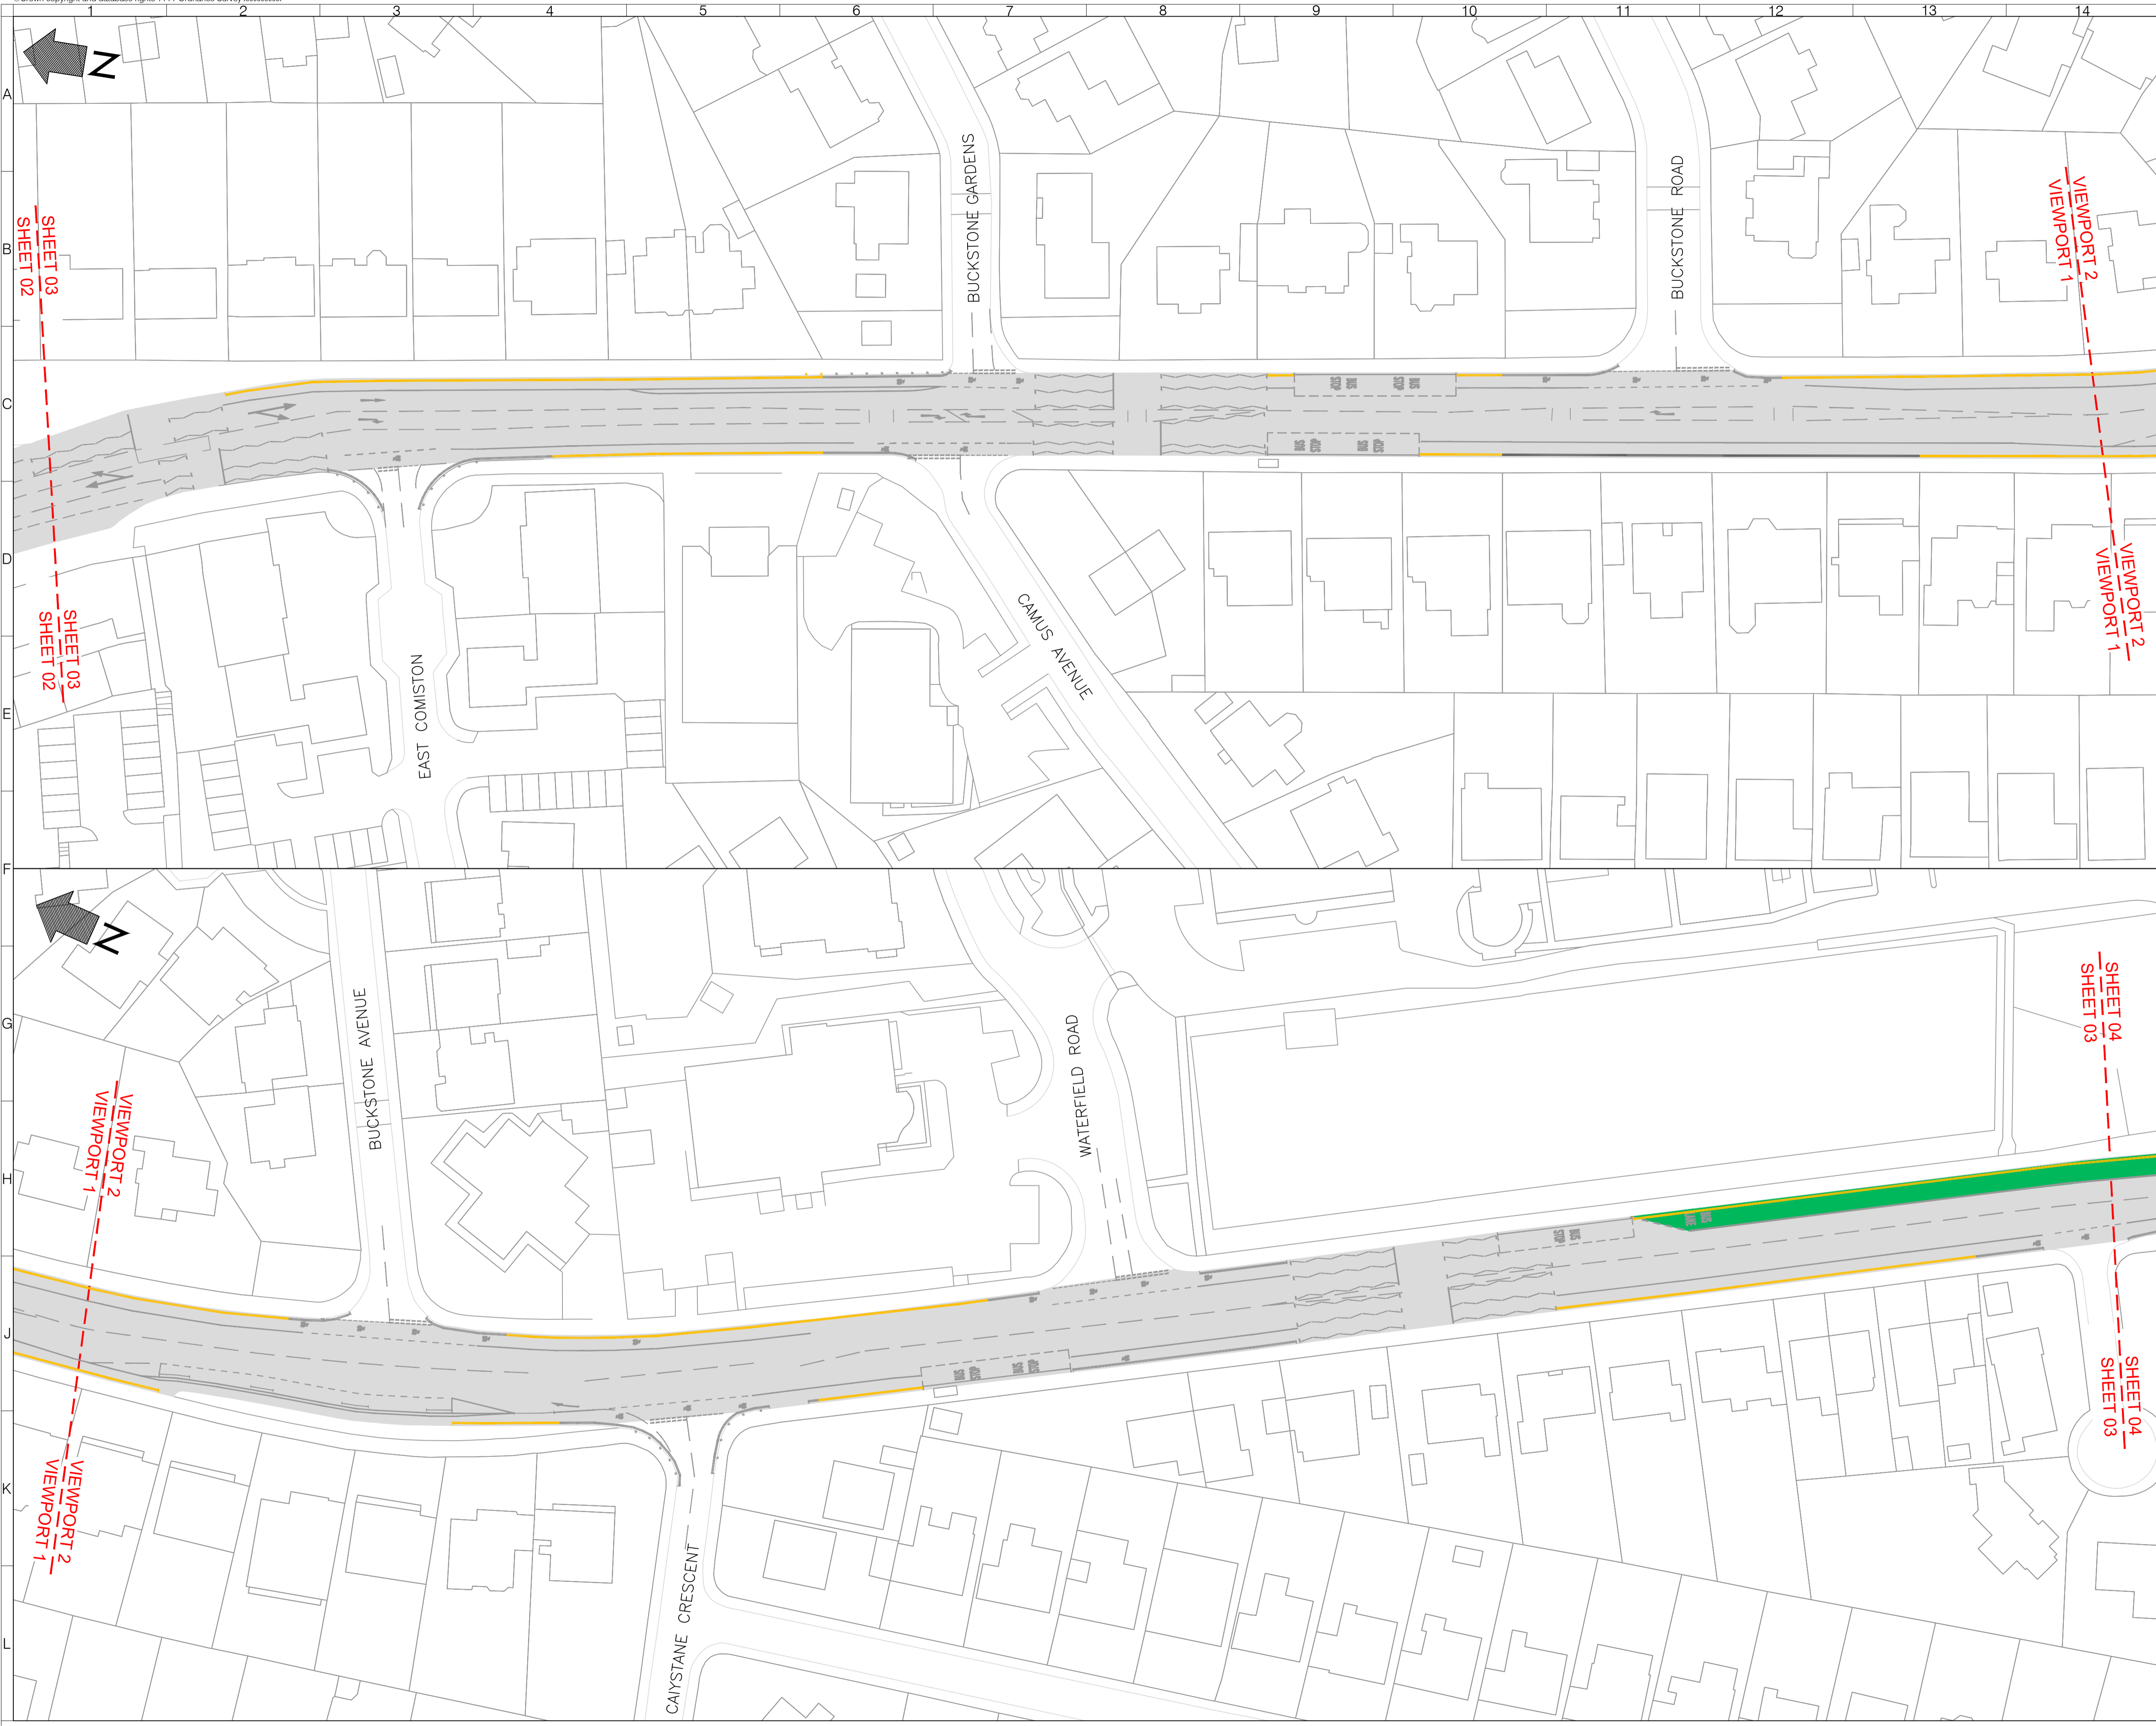 1 2 3 4 5 6 7 8 9 10 11 12 13 14
N
A
B
C
D
E
F
BUCKSTONE GARDENS
BUCKSTONE ROAD
SHEET 03
SHEET 02
VIEWPORT 2
VIEWPORT 1
BUS
STOP
BUS
STOP
BUS
STOP
BUS
STOP
VIEWPORT 2
VIEWPORT 1
SHEET 03
SHEET 02
EAST COMISTON
CAMUS AVENUE
N
G
H
J
K
L
BUCKSTONE AVENUE
WATERFIELD ROAD
SHEET 04
SHEET 03
VIEWPORT 2
VIEWPORT 1
BUS
LANE
BUS
STOP
BUS
STOP
BUS
STOP
SHEET 04
SHEET 03
VIEWPORT 2
VIEWPORT 1
CAIYSTANE CRESCENT